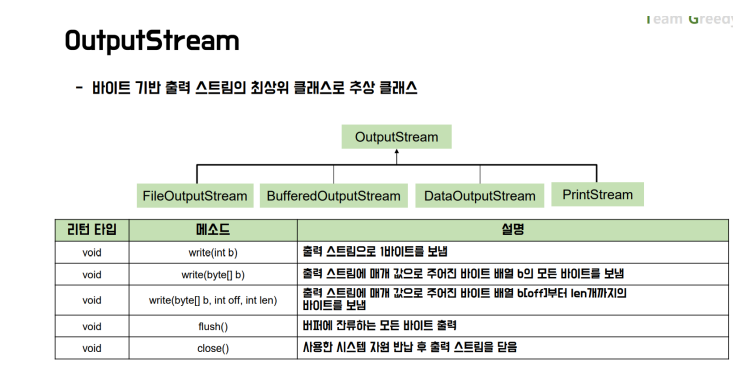 Team Greedy
OutputStream
- 바이트 기반 출력 스트림의 최상위 클래스로 추상 클래스
OutputStream
FileOutputStream BufferedOutputStream DataOutputStream PrintStream
리턴 타입 메소드 설명
void write(int b) 출력 스트림으로 1바이트를 보냄
void write(byte[] b) 출력 스트림에 매개 값으로 주어진 바이트 배열 b의 모든 바이트를 보냄
void write(byte[] b, int off, int len) 출력 스트림에 매개 값으로 주어진 바이트 배열 b[off]부터 len개까지의
바이트를 보냄
void flush() 버퍼에 잔류하는 모든 바이트 출력
void close() 사용한 시스템 자원 반납 후 출력 스트림을 닫음